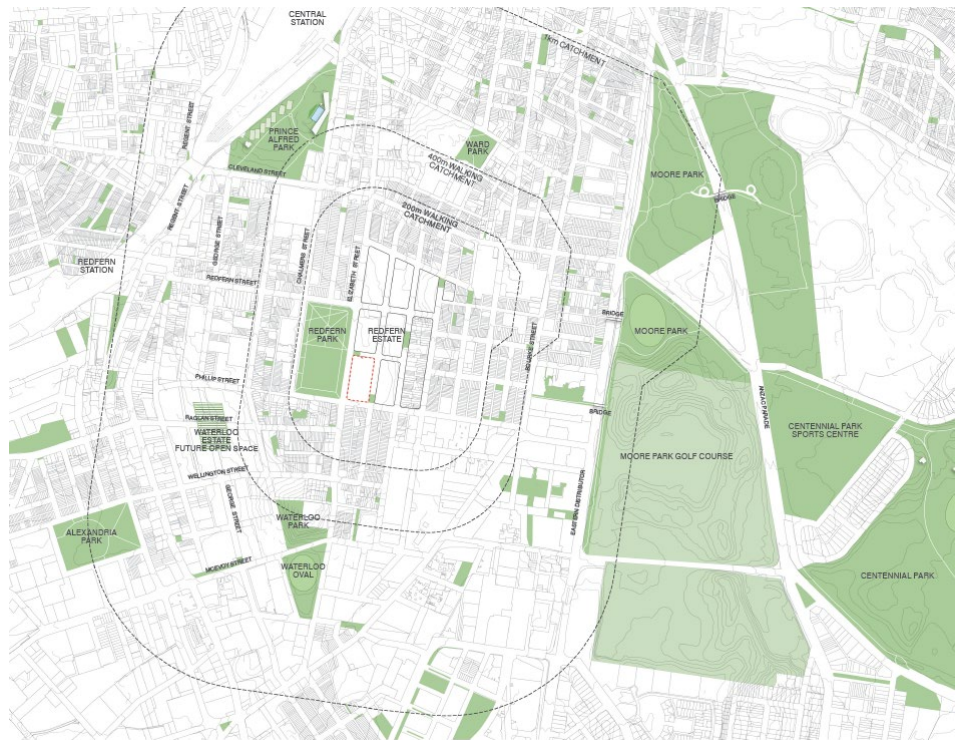 CENTRAL
STATION
1km CATCHMENT
REGENT STREET
PRINCE
ALFRED
PARK
WARD
PARK
CLEVELAND STREET
400m WALKING
CATCHMENT
MOORE PARK
BRIDGE
REGENT STREET
GEORGE STREET
200m WALKING
CATCHMENT
CHALMERS STREET
ELIZABETH STREET
REDFERN
STATION
REDFERN STREET
BRIDGE
REDFERN
PARK
REDFERN
ESTATE
MOORE PARK
BOURKE STREET
PHILLIP STREET
ANZAC PARADE
RAGLAN STREET
BRIDGE
WATERLOO
ESTATE
FUTURE OPEN SPACE
CENTENNIAL PARK
SPORTS CENTRE
MOORE PARK GOLF COURSE
WELLINGTON STREET
GEORGE STREET
EASTERN DISTRIBUTOR
WATERLOO
PARK
ALEXANDRIA
PARK
MCEVOY STREET
WATERLOO
OVAL
CENTENNIAL PARK